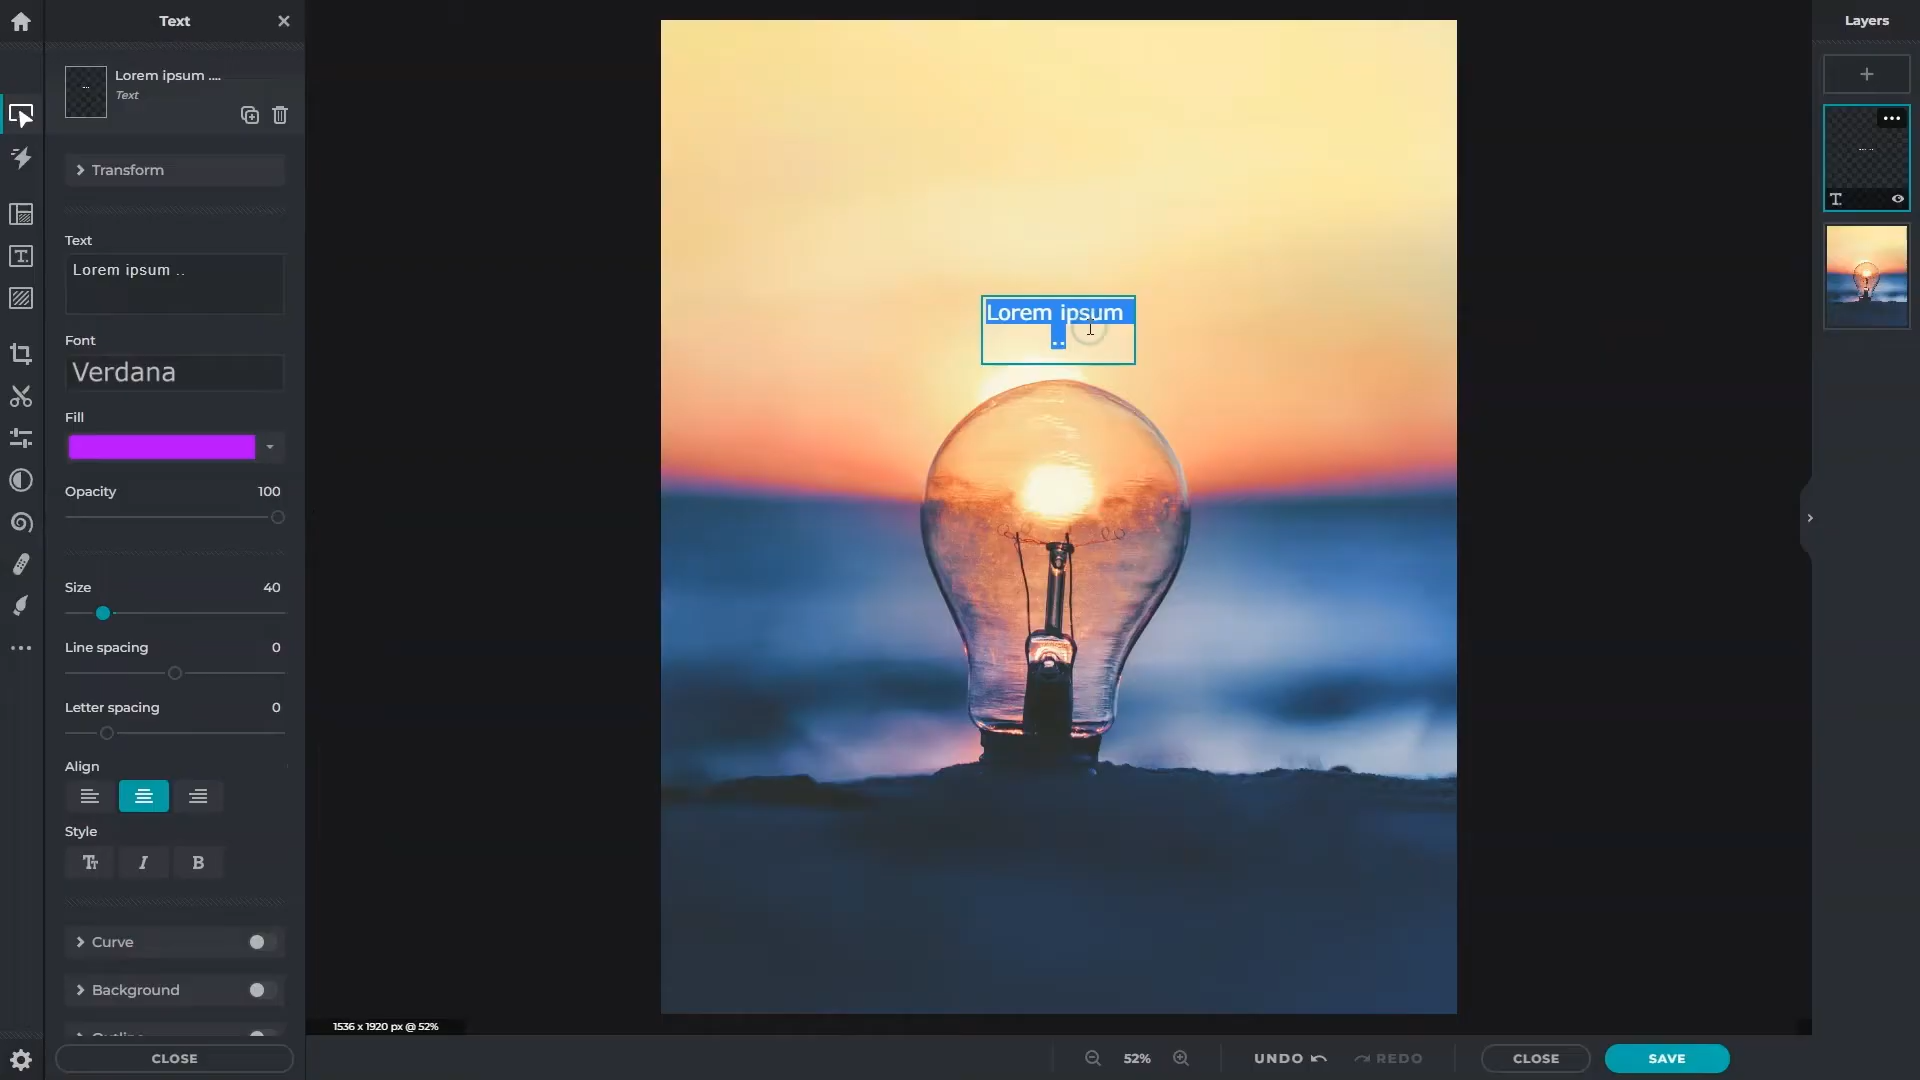 Text
Layers
Lorem ipsum ....
Text
Transform
Text
Lorem ipsum ..
Font
Verdana
Fill
Opacity 100
Size 40
Line spacing 0
Letter spacing 0
Align
Style
Curve
Background
CLOSE
Lorem ipsum
..
1536 x 1920 px @ 52%
52%
UNDO
REDO
CLOSE
SAVE